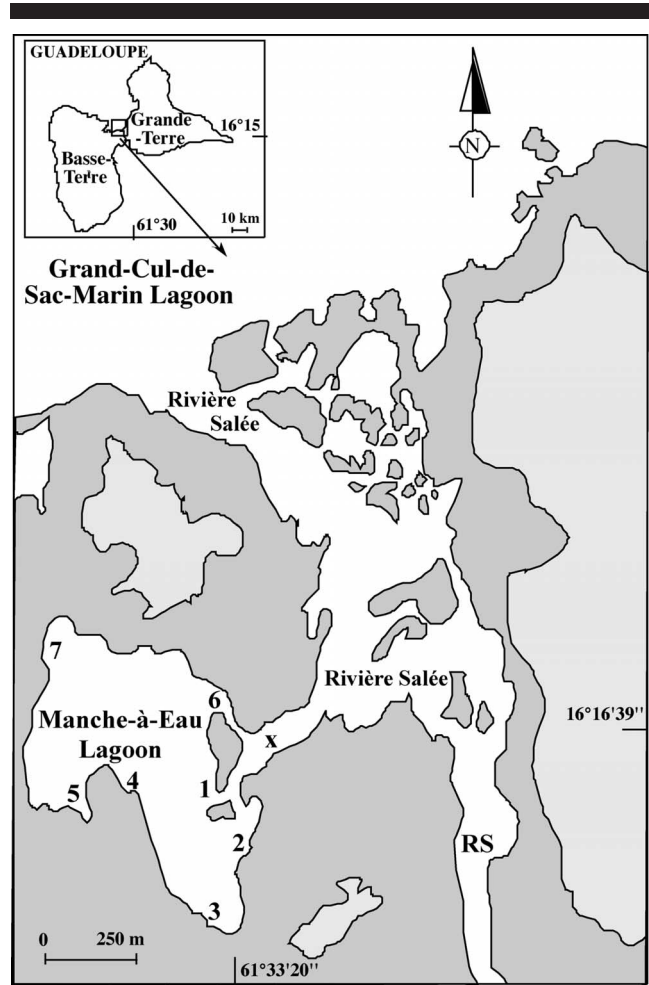 GUADELOUPE
Grande
-Terre
16°15
Basse-
Terre
61°30
10 km
N
Grand-Cul-de-
Sac-Marin Lagoon
Rivière
Salée
7
Rivière Salée
6
Manche-à-Eau
Lagoon
x
16°16'39''
5
4
1
2
RS
3
0 250 m
61°33'20''